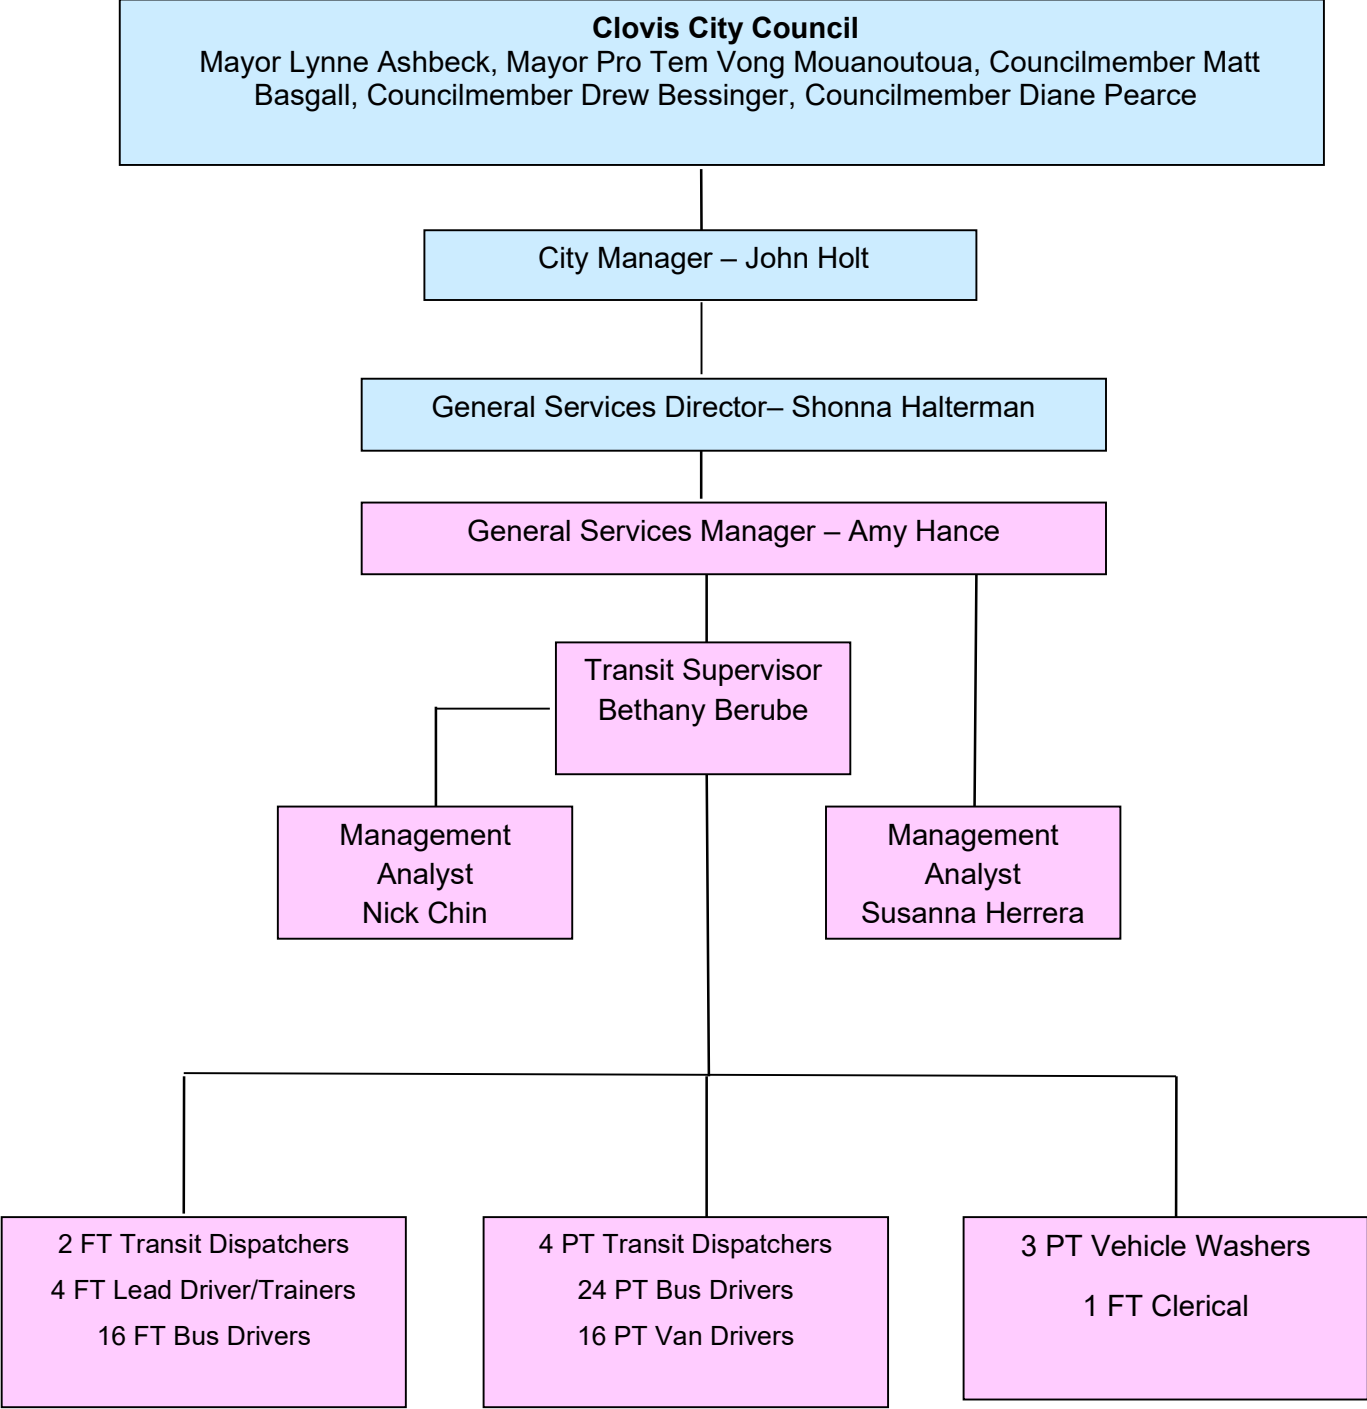 Clovis City Council
Mayor Lynne Ashbeck, Mayor Pro Tem Vong Mouanoutoua, Councilmember Matt
Basgall, Councilmember Drew Bessinger, Councilmember Diane Pearce
City Manager – John Holt
General Services Director– Shonna Halterman
General Services Manager – Amy Hance
Transit Supervisor
Bethany Berube
Management
Analyst
Nick Chin
Management
Analyst
Susanna Herrera
2 FT Transit Dispatchers
4 FT Lead Driver/Trainers
16 FT Bus Drivers
4 PT Transit Dispatchers
24 PT Bus Drivers
16 PT Van Drivers
3 PT Vehicle Washers
1 FT Clerical